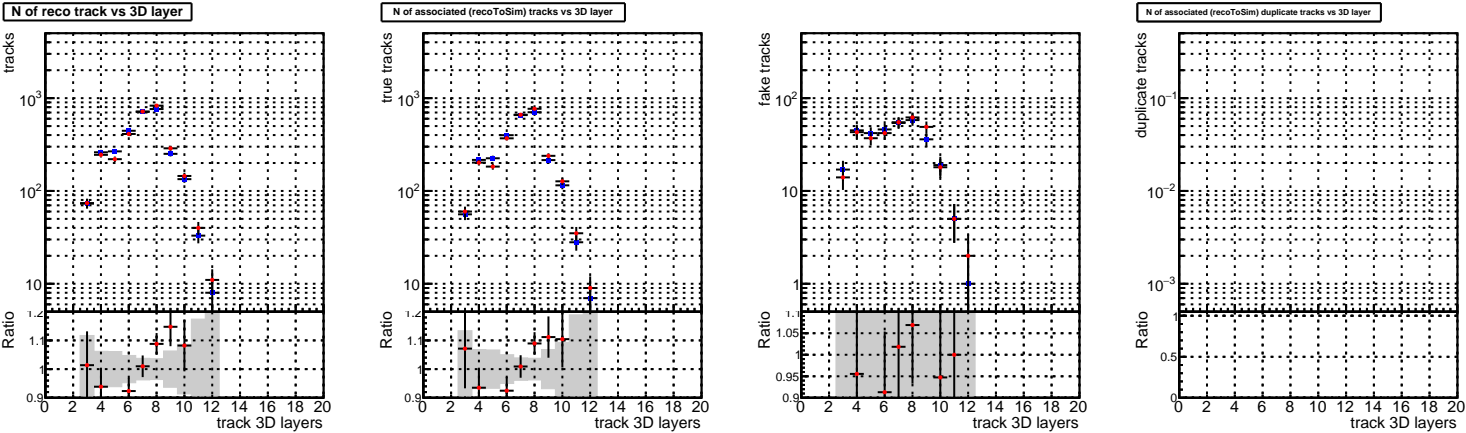 N of reco track vs 3D layer
tracks
10³
10²
10
Ratio
1.2
1.1
1
0.9
0 2 4 6 8 10 12 14 16 18 20
track 3D layers
N of associated (recoToSim) tracks vs 3D layer
true tracks
10³
10²
10
Ratio
1.2
1.1
1
0.9
0 2 4 6 8 10 12 14 16 18 20
track 3D layers
fake tracks
10²
10
1
Ratio
1.1
1.05
1
0.95
0.9
0 2 4 6 8 10 12 14 16 18 20
track 3D layers
N of associated (recoToSim) duplicate tracks vs 3D layer
duplicate tracks
10⁻¹
10⁻²
10⁻³
Ratio
1
0.5
0
0 2 4 6 8 10 12 14 16 18 20
track 3D layers